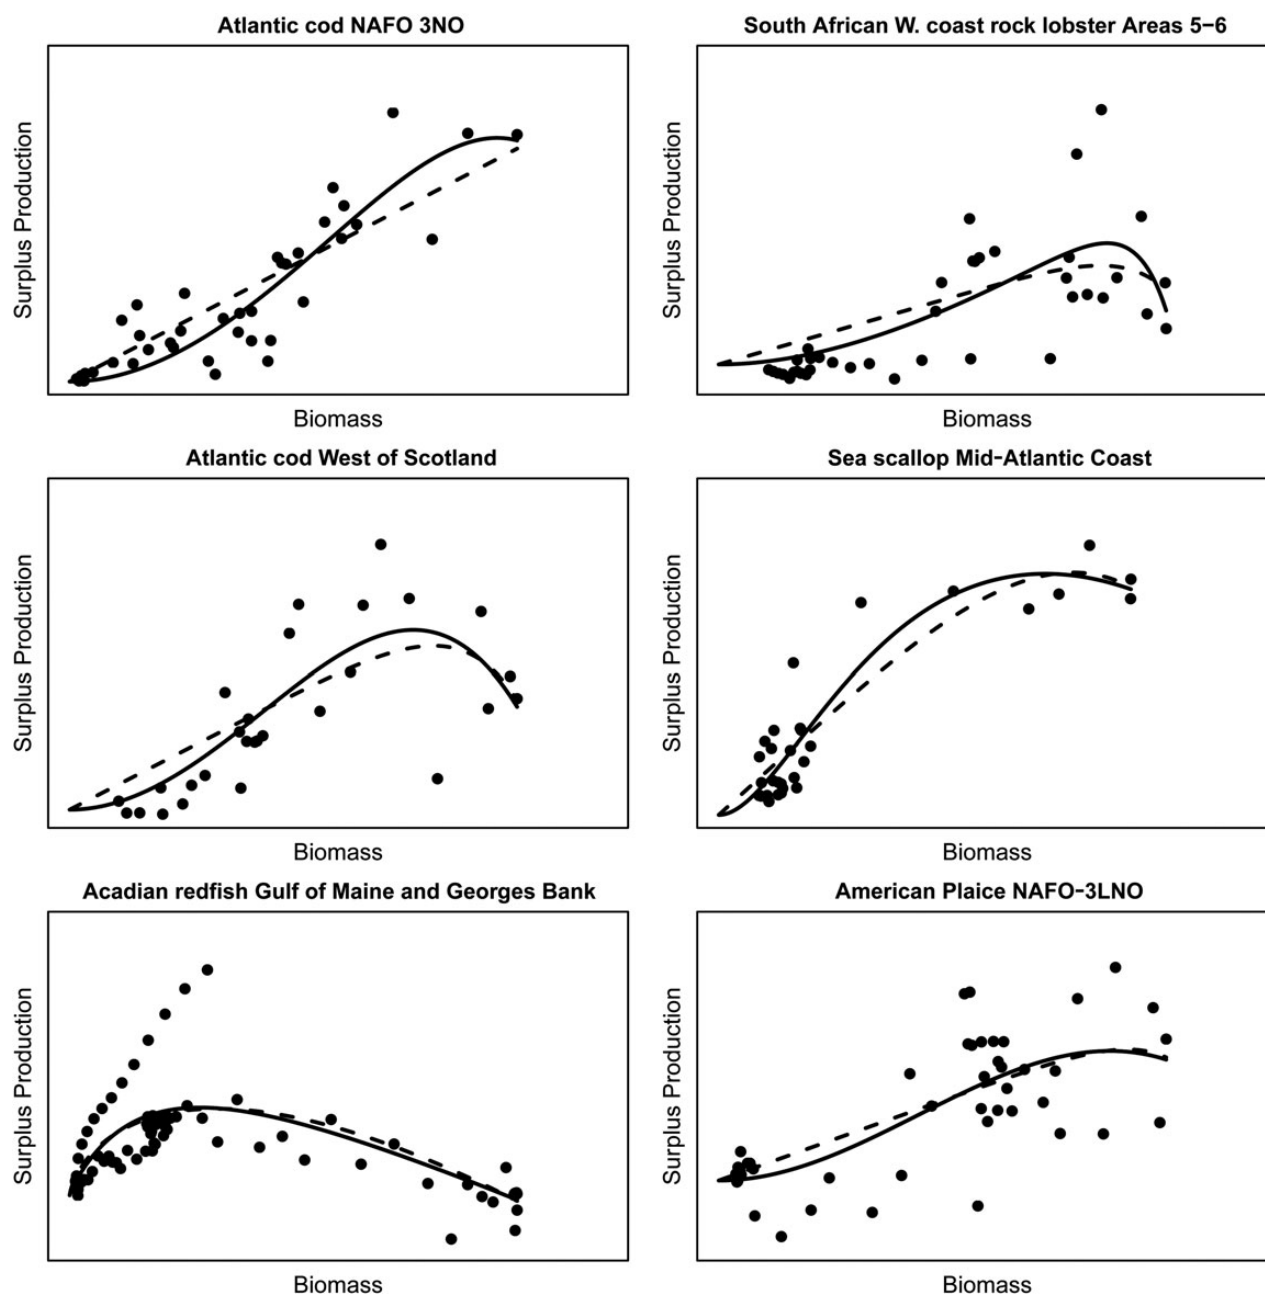 Atlantic cod NAFO 3NO
Surplus Production
Biomass
South African W. coast rock lobster Areas 5−6
Surplus Production
Biomass
Atlantic cod West of Scotland
Surplus Production
Biomass
Sea scallop Mid−Atlantic Coast
Surplus Production
Biomass
Acadian redfish Gulf of Maine and Georges Bank
Surplus Production
Biomass
American Plaice NAFO−3LNO
Surplus Production
Biomass